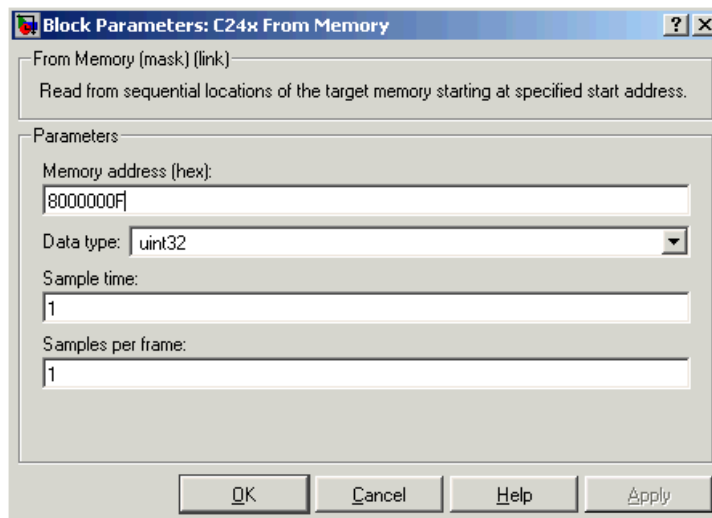 Block Parameters: C24x From Memory
From Memory (mask) (link)
Read from sequential locations of the target memory starting at specified start address.
Parameters
Memory address (hex):
8000000F
Data type: uint32
Sample time:
1
Samples per frame:
1
OK Cancel Help Apply